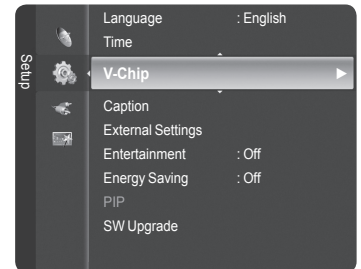 Setup
Language : English
Time
V-Chip
Caption
External Settings
Entertainment : Off
Energy Saving : Off
PIP
SW Upgrade